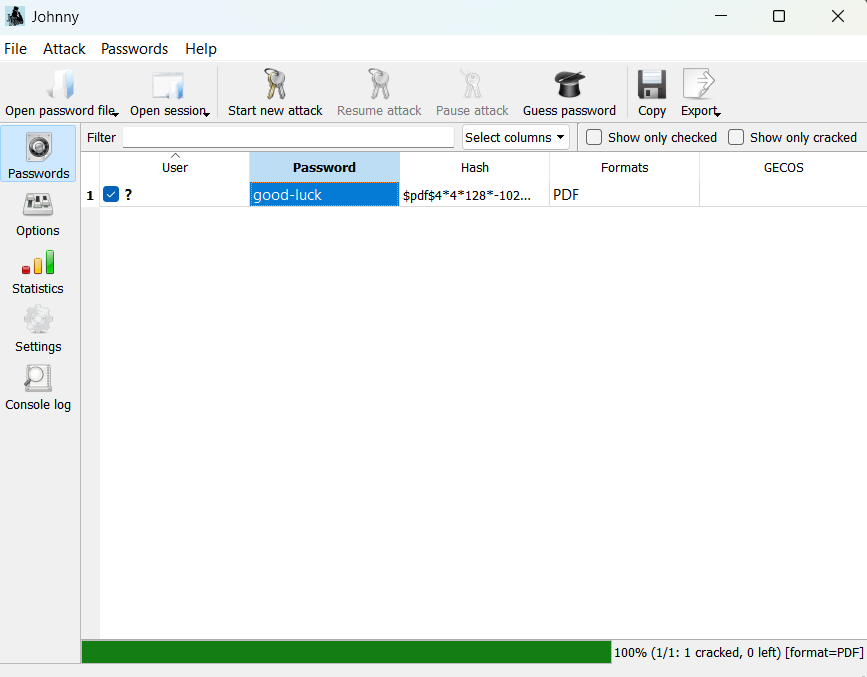 Johnny
File Attack Passwords Help
Open password file Open session Start new attack Resume attack Pause attack Guess password Copy Export
Passwords
Filter Select columns Show only checked Show only cracked
User Password Hash Formats GECOS
1 ? good-luck $pdf$4*4*128*-102... PDF
Options
Statistics
Settings
Console log
100% (1/1: 1 cracked, 0 left) [format=PDF]